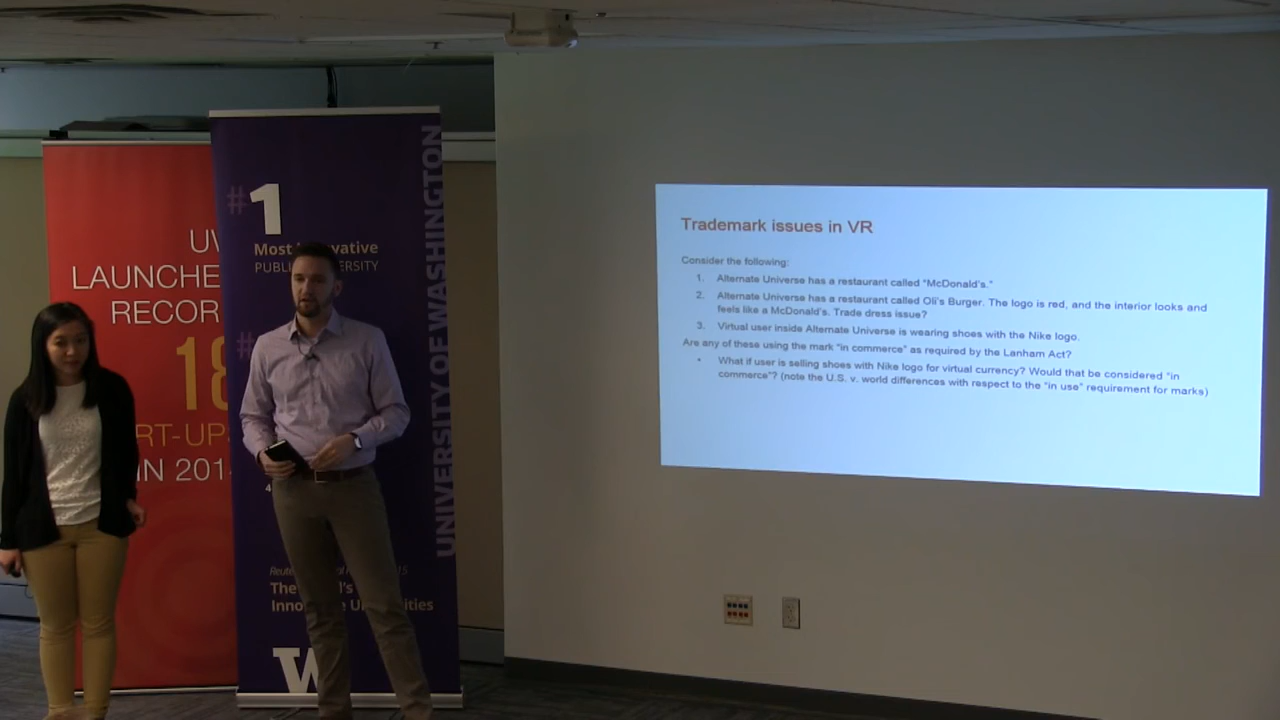 UW
LAUNCHE
RECOR
18
RT-UP
IN 201
#1
Most Innovative
PUBLIC UNIVERSITY
#
UNIVERSITY OF WASHINGTON
4
The
Inno
ities
W
Trademark issues in VR
Consider the following:
1. Alternate Universe has a restaurant called "McDonald's."
2. Alternate Universe has a restaurant called Oli's Burger. The logo is red, and the interior looks and
feels like a McDonald's. Trade dress issue?
3. Virtual user inside Alternate Universe is wearing shoes with the Nike logo.
Are any of these using the mark "in commerce" as required by the Lanham Act?
• What if user is selling shoes with Nike logo for virtual currency? Would that be considered "in
commerce"? (note the U.S. v. world differences with respect to the "in use" requirement for marks)